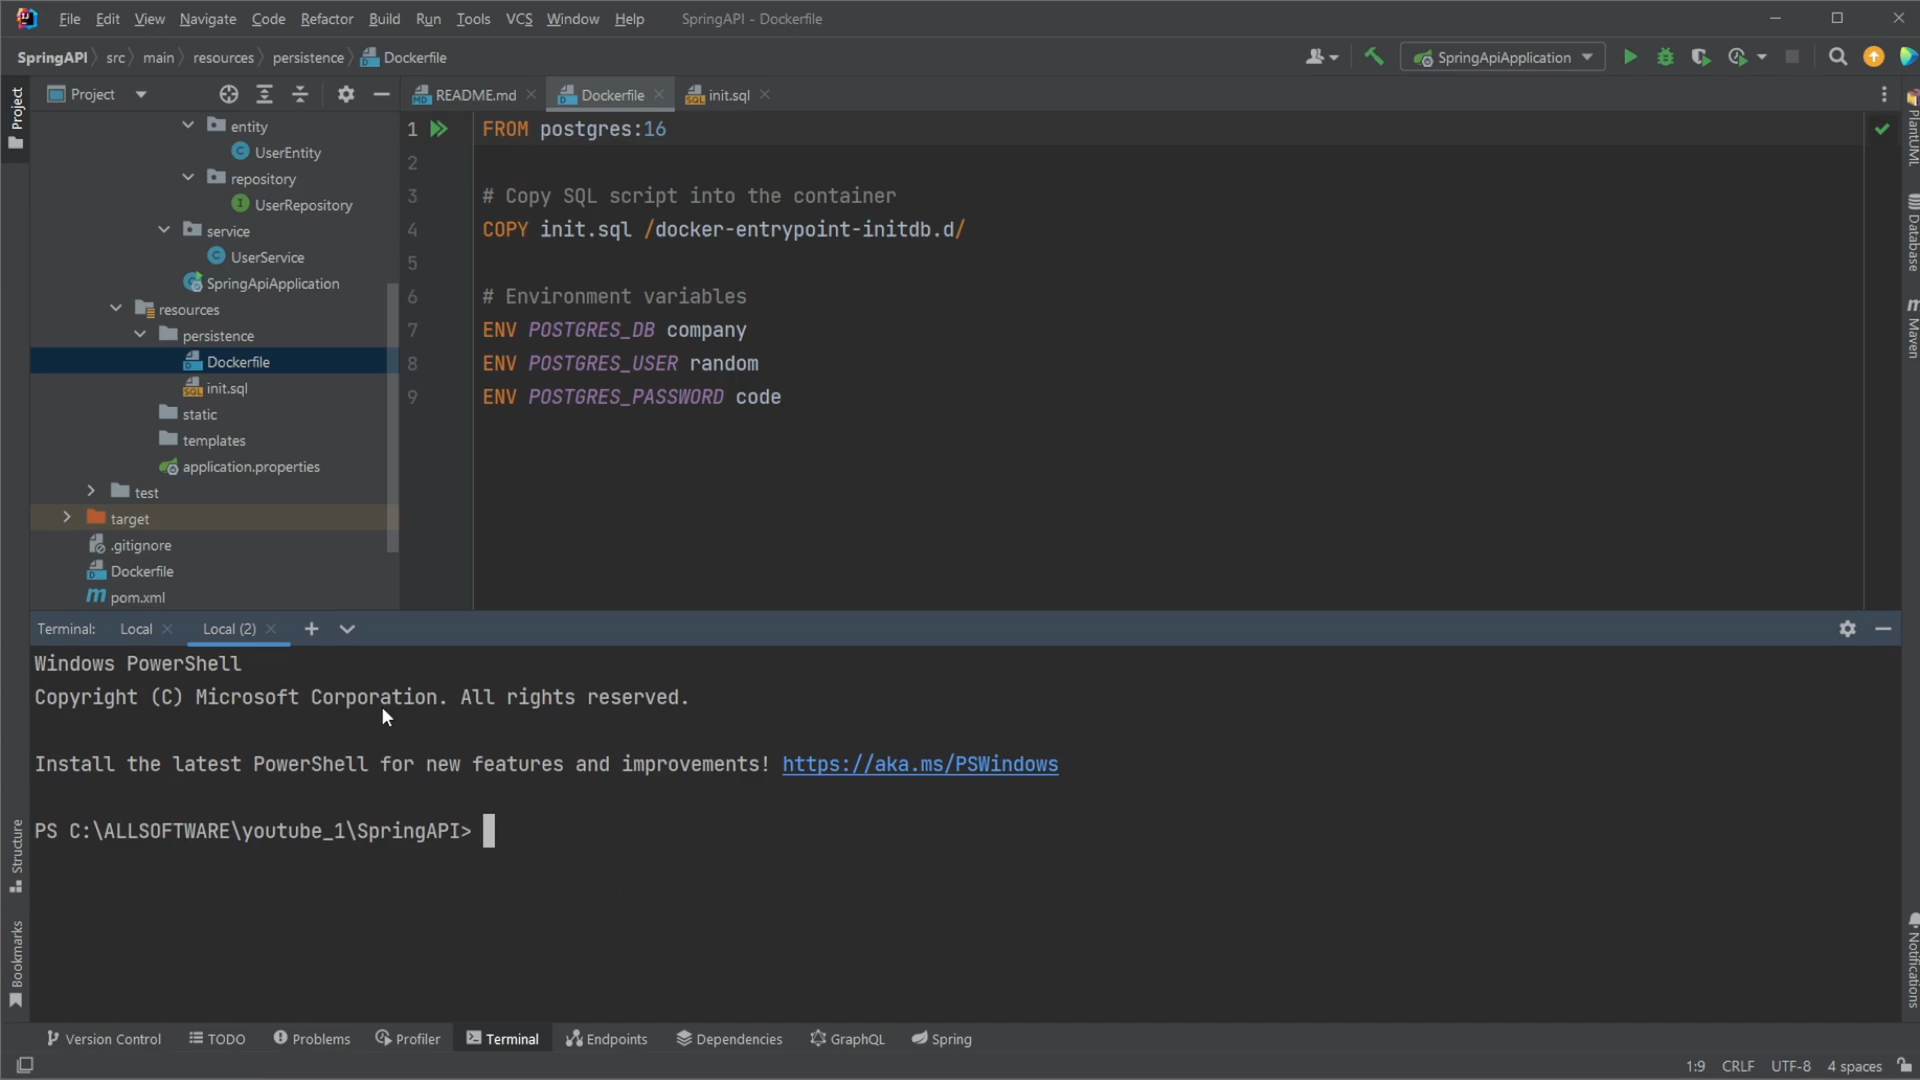 File Edit View Navigate Code Refactor Build Run Tools VCS Window Help SpringAPI - Dockerfile
SpringAPI src main resources persistence Dockerfile SpringApiApplication
Project
Project
README.md Dockerfile init.sql
entity
UserEntity
repository
UserRepository
service
UserService
SpringApiApplication
resources
persistence
Dockerfile
init.sql
static
templates
application.properties
test
target
.gitignore
Dockerfile
pom.xml
1 FROM postgres:16
2
3 # Copy SQL script into the container
4 COPY init.sql /docker-entrypoint-initdb.d/
5
6 # Environment variables
7 ENV POSTGRES_DB company
8 ENV POSTGRES_USER random
9 ENV POSTGRES_PASSWORD code
PlantUML
Database
Maven
Notifications
Terminal: Local Local (2)
Windows PowerShell
Copyright (C) Microsoft Corporation. All rights reserved.
Install the latest PowerShell for new features and improvements! https://aka.ms/PSWindows
PS C:\ALLSOFTWARE\youtube_1\SpringAPI>
Structure
Bookmarks
Version Control TODO Problems Profiler Terminal Endpoints Dependencies GraphQL Spring
1:9 CRLF UTF-8 4 spaces